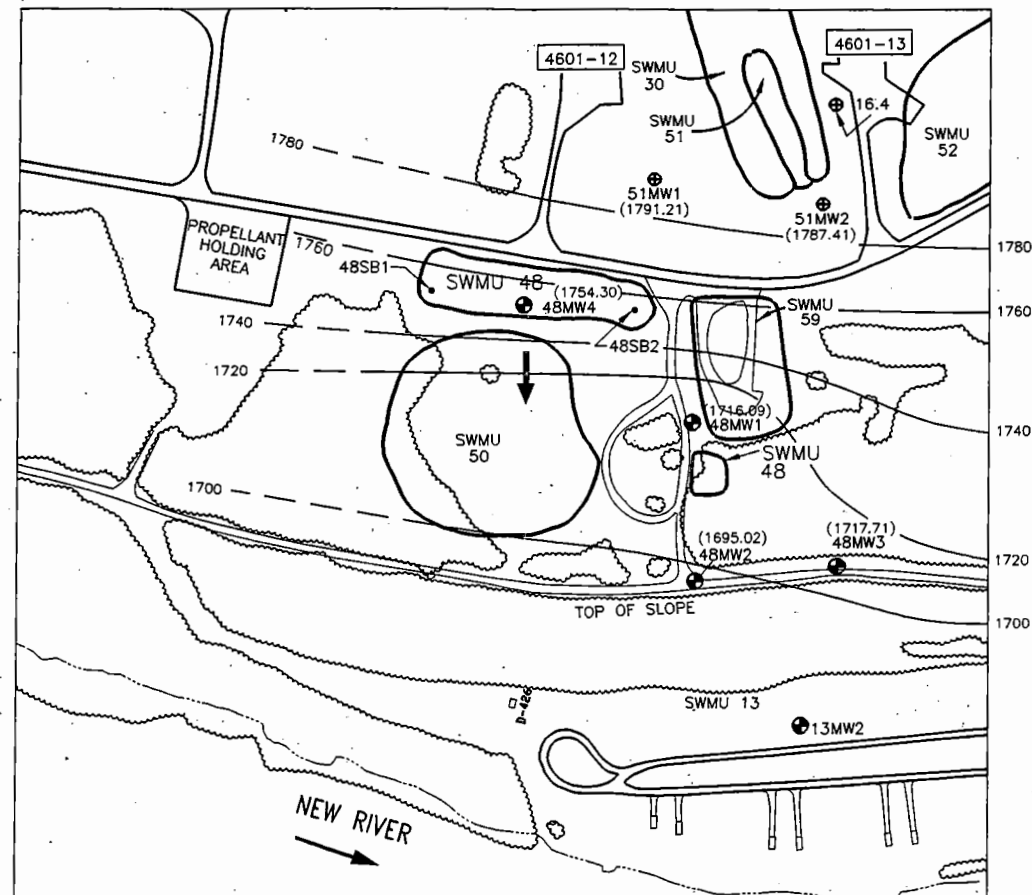 4601-12
4601-13
SWMU
30
16.4
SWMU
51
SWMU
52
1780
51MW1
(1791.21)
51MW2
(1787.41)
1780
PROPELLANT
HOLDING
AREA
1760
48SB1
SWMU 48
(1754.30)
48MW4
SWMU
59
1760
1740
48SB2
1720
(1716.09)
48MW1
1740
SWMU
50
SWMU
48
1700
(1717.71)
48MW3
(1695.02)
48MW2
1720
TOP OF SLOPE
1700
D-426
SWMU 13
13MW2
NEW RIVER